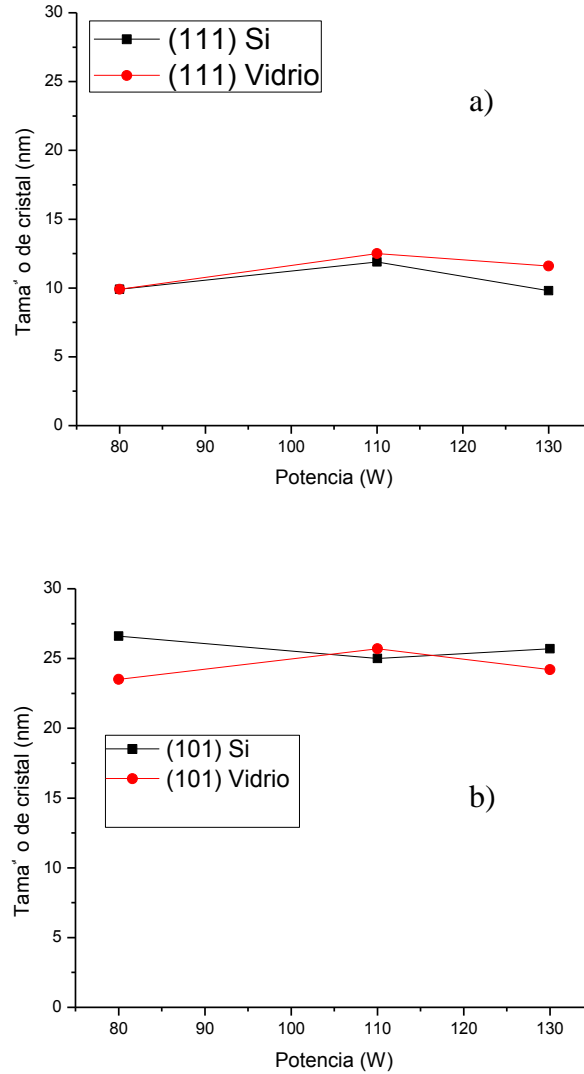 30
25
20
15
10
5
0
Tamaˮ o de cristal (nm)
(111) Si
(111) Vidrio
a)
80 90 100 110 120 130
Potencia (W)
30
25
20
15
10
5
0
Tamaˮ o de cristal (nm)
(101) Si
(101) Vidrio
b)
80 90 100 110 120 130
Potencia (W)